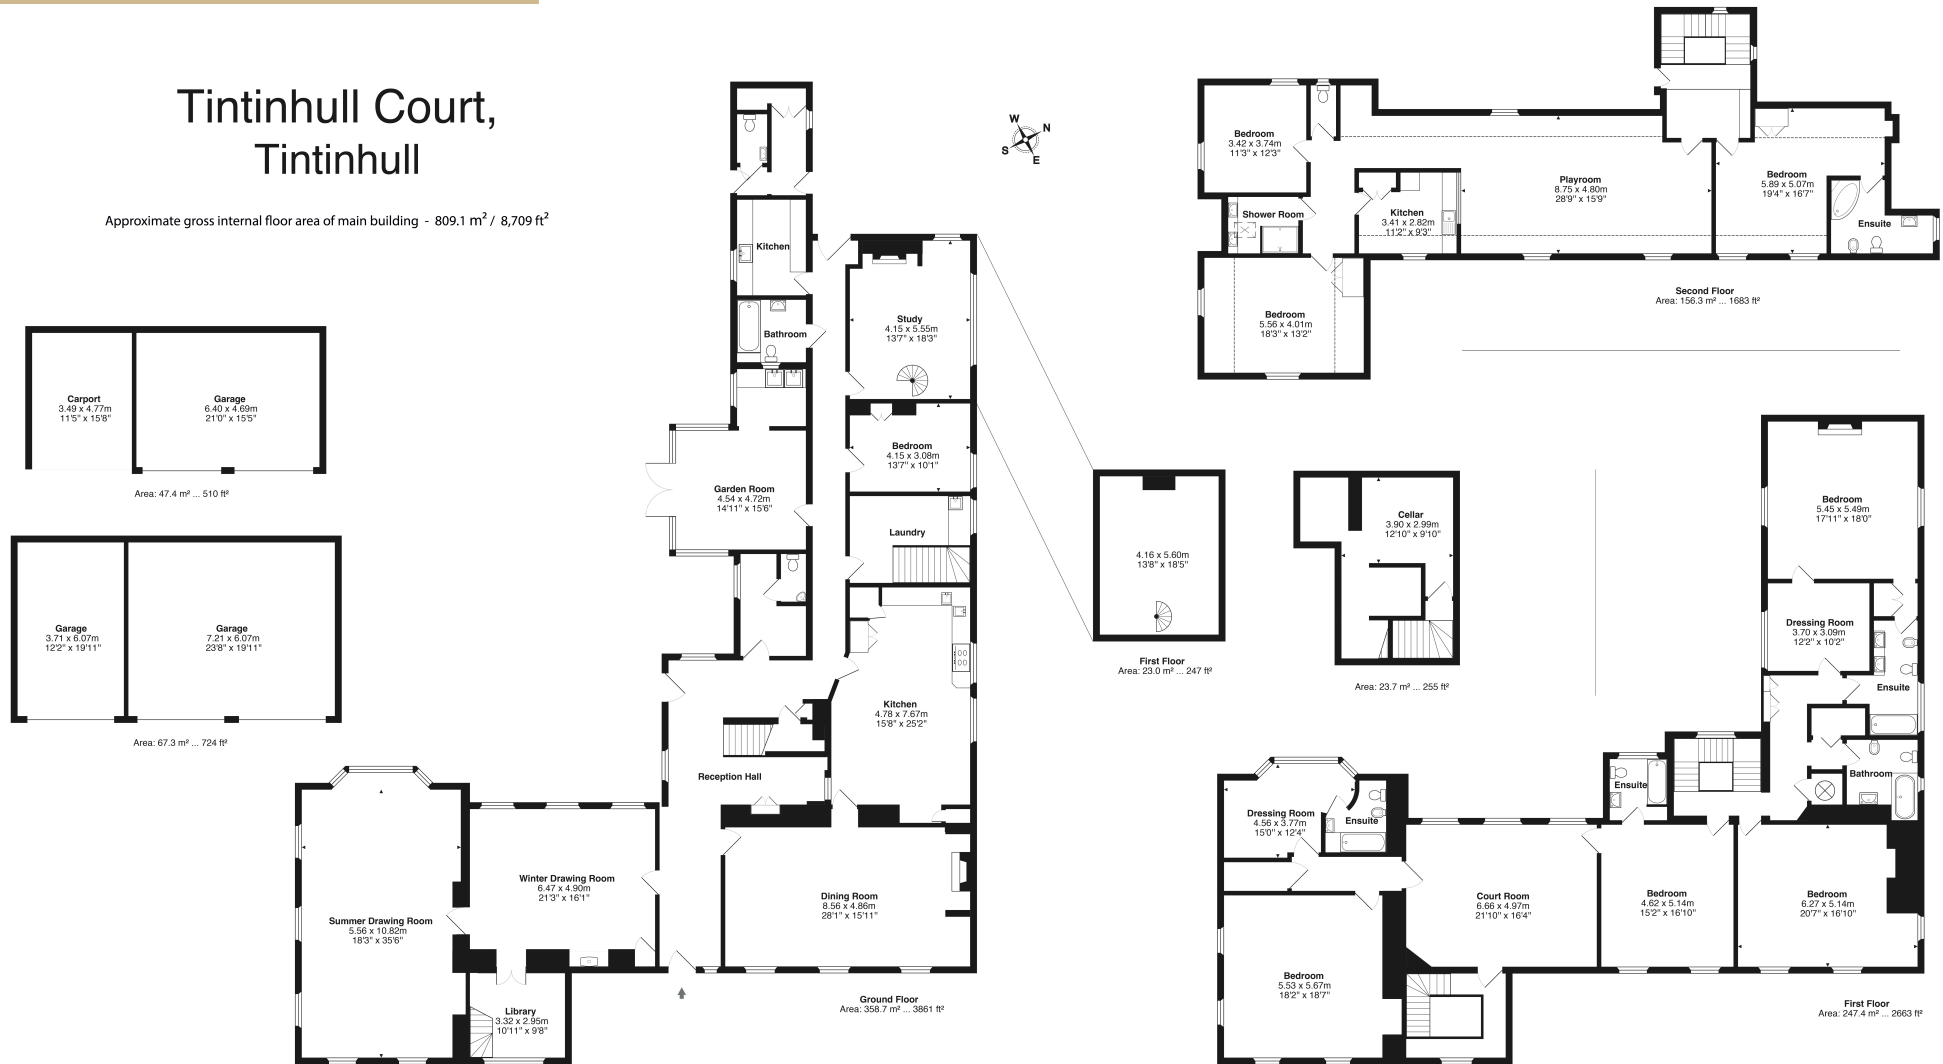 Tintinhull Court,
Tintinhull
Approximate gross internal floor area of main building - 809.1 m² / 8,709 ft²
W
N
S
E
Carport
3.49 x 4.77m
11'5" x 15'8"
Garage
6.40 x 4.69m
21'0" x 15'5"
Area: 47.4 m² ... 510 ft²
Garage
3.71 x 6.07m
12'2" x 19'11"
Garage
7.21 x 6.07m
23'8" x 19'11"
Area: 67.3 m² ... 724 ft²
Kitchen
Bathroom
Study
4.15 x 5.55m
13'7" x 18'3"
Bedroom
4.15 x 3.08m
13'7" x 10'1"
Garden Room
4.54 x 4.72m
14'11" x 15'6"
Laundry
Kitchen
4.78 x 7.67m
15'8" x 25'2"
Reception Hall
Winter Drawing Room
6.47 x 4.90m
21'3" x 16'1"
Dining Room
8.56 x 4.86m
28'1" x 15'11"
Summer Drawing Room
5.56 x 10.82m
18'3" x 35'6"
Library
3.32 x 2.95m
10'11" x 9'8"
Ground Floor
Area: 358.7 m² ... 3861 ft²
4.16 x 5.60m
13'8" x 18'5"
First Floor
Area: 23.0 m² ... 247 ft²
Cellar
3.90 x 2.99m
12'10" x 9'10"
Area: 23.7 m² ... 255 ft²
Bedroom
3.42 x 3.74m
11'3" x 12'3"
Shower Room
Kitchen
3.41 x 2.82m
11'2" x 9'3"
Playroom
8.75 x 4.80m
28'9" x 15'9"
Bedroom
5.89 x 5.07m
19'4" x 16'7"
Ensuite
Bedroom
5.56 x 4.01m
18'3" x 13'2"
Second Floor
Area: 156.3 m² ... 1683 ft²
Bedroom
5.45 x 5.49m
17'11" x 18'0"
Dressing Room
3.70 x 3.09m
12'2" x 10'2"
Ensuite
Bathroom
Ensuite
Dressing Room
4.56 x 3.77m
15'0" x 12'4"
Ensuite
Court Room
6.66 x 4.97m
21'10" x 16'4"
Bedroom
4.62 x 5.14m
15'2" x 16'10"
Bedroom
6.27 x 5.14m
20'7" x 16'10"
Bedroom
5.53 x 5.67m
18'2" x 18'7"
First Floor
Area: 247.4 m² ... 2663 ft²